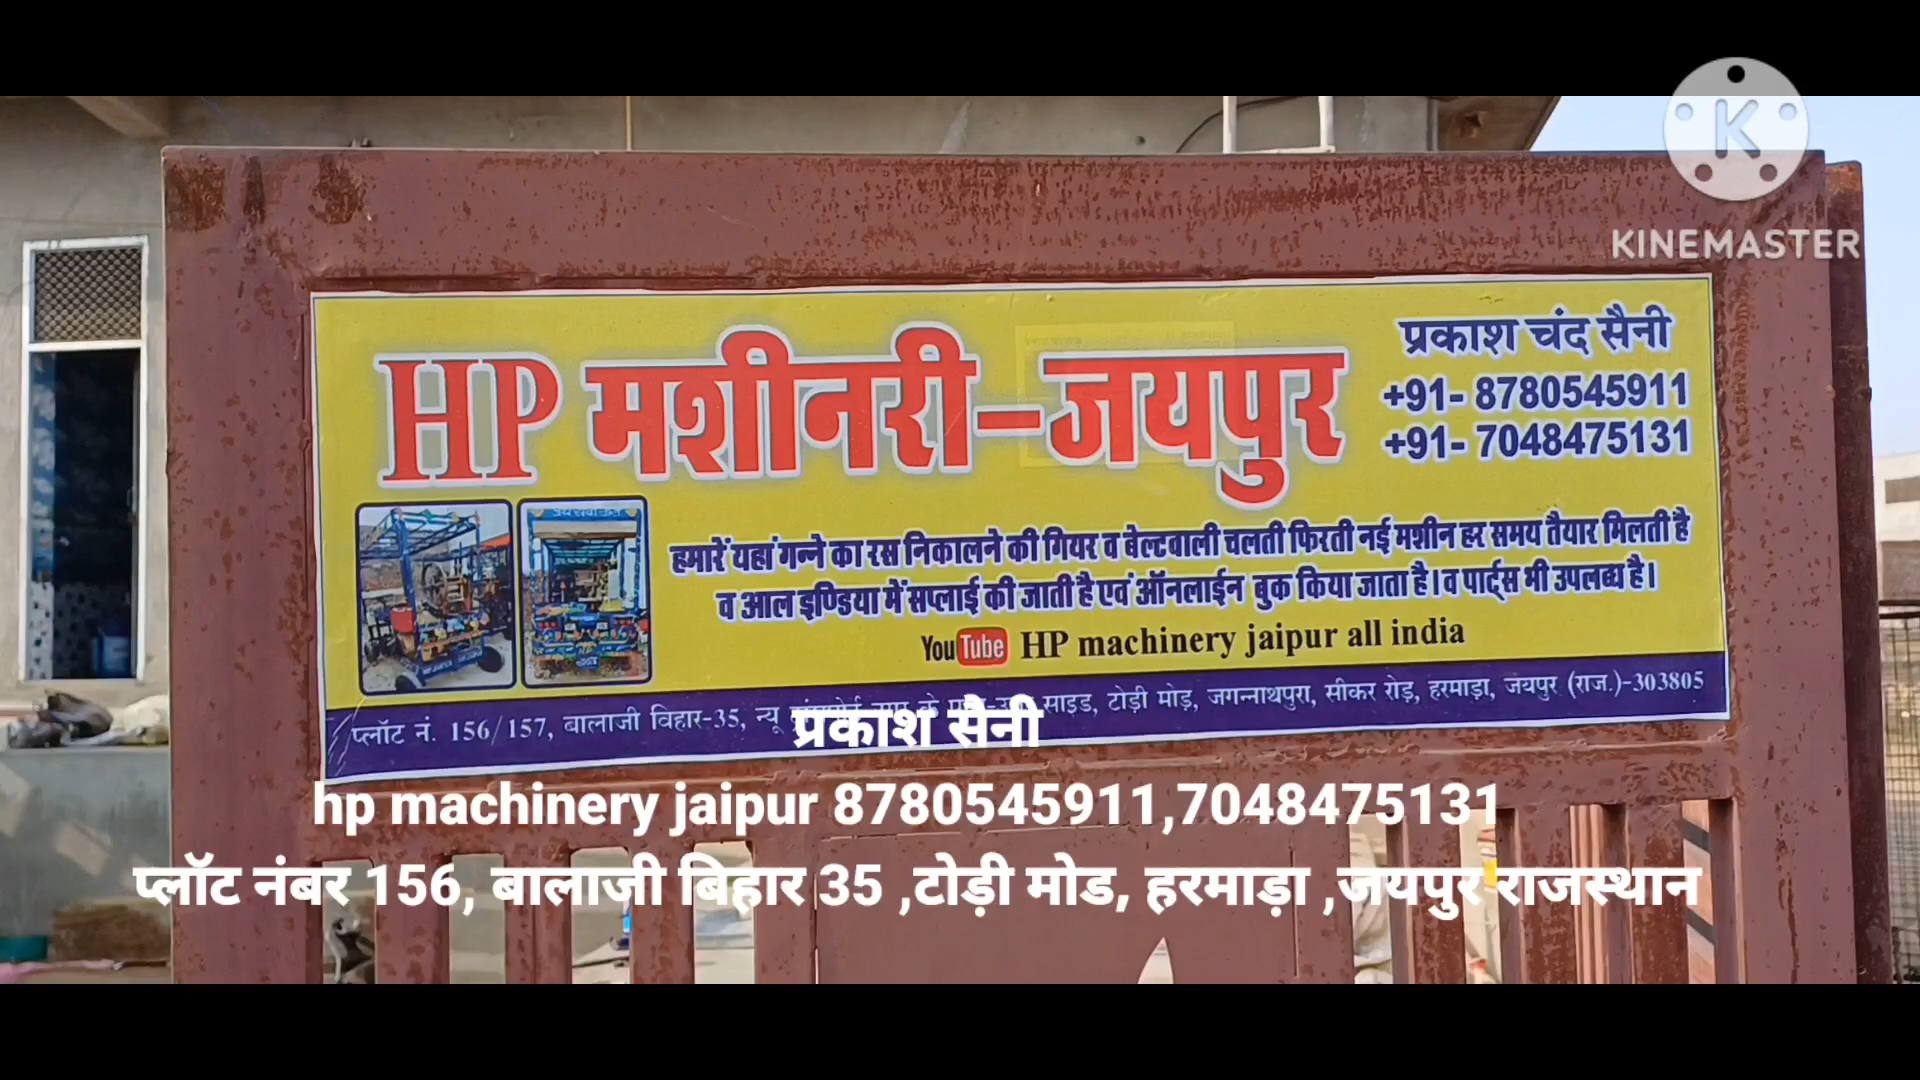 KINEMASTER
HP मशीनरी-जयपुर
प्रकाश चंद सैनी
+91- 8780545911
+91- 7048475131
हमारें यहां गन्ने का रस निकालने की गियर व बेल्टवाली चलती फिरती नई मशीन हर समय तैयार मिलती है
व आल इण्डिया में सप्लाई की जाती है एवं ऑनलाईन बुक किया जाता है। व पार्ट्स भी उपलब्ध है।
YouTube HP machinery jaipur all india
प्लॉट नं. 156/157, बालाजी विहार-35, न्यू साइड, टोड़ी मोड़, जगन्नाथपुरा, सीकर रोड़, हरमाड़ा, जयपुर (राज.)-303805
प्रकाश सैनी
hp machinery jaipur 8780545911,7048475131
प्लॉट नंबर 156, बालाजी बिहार 35 ,टोड़ी मोड, हरमाड़ा ,जयपुर राजस्थान